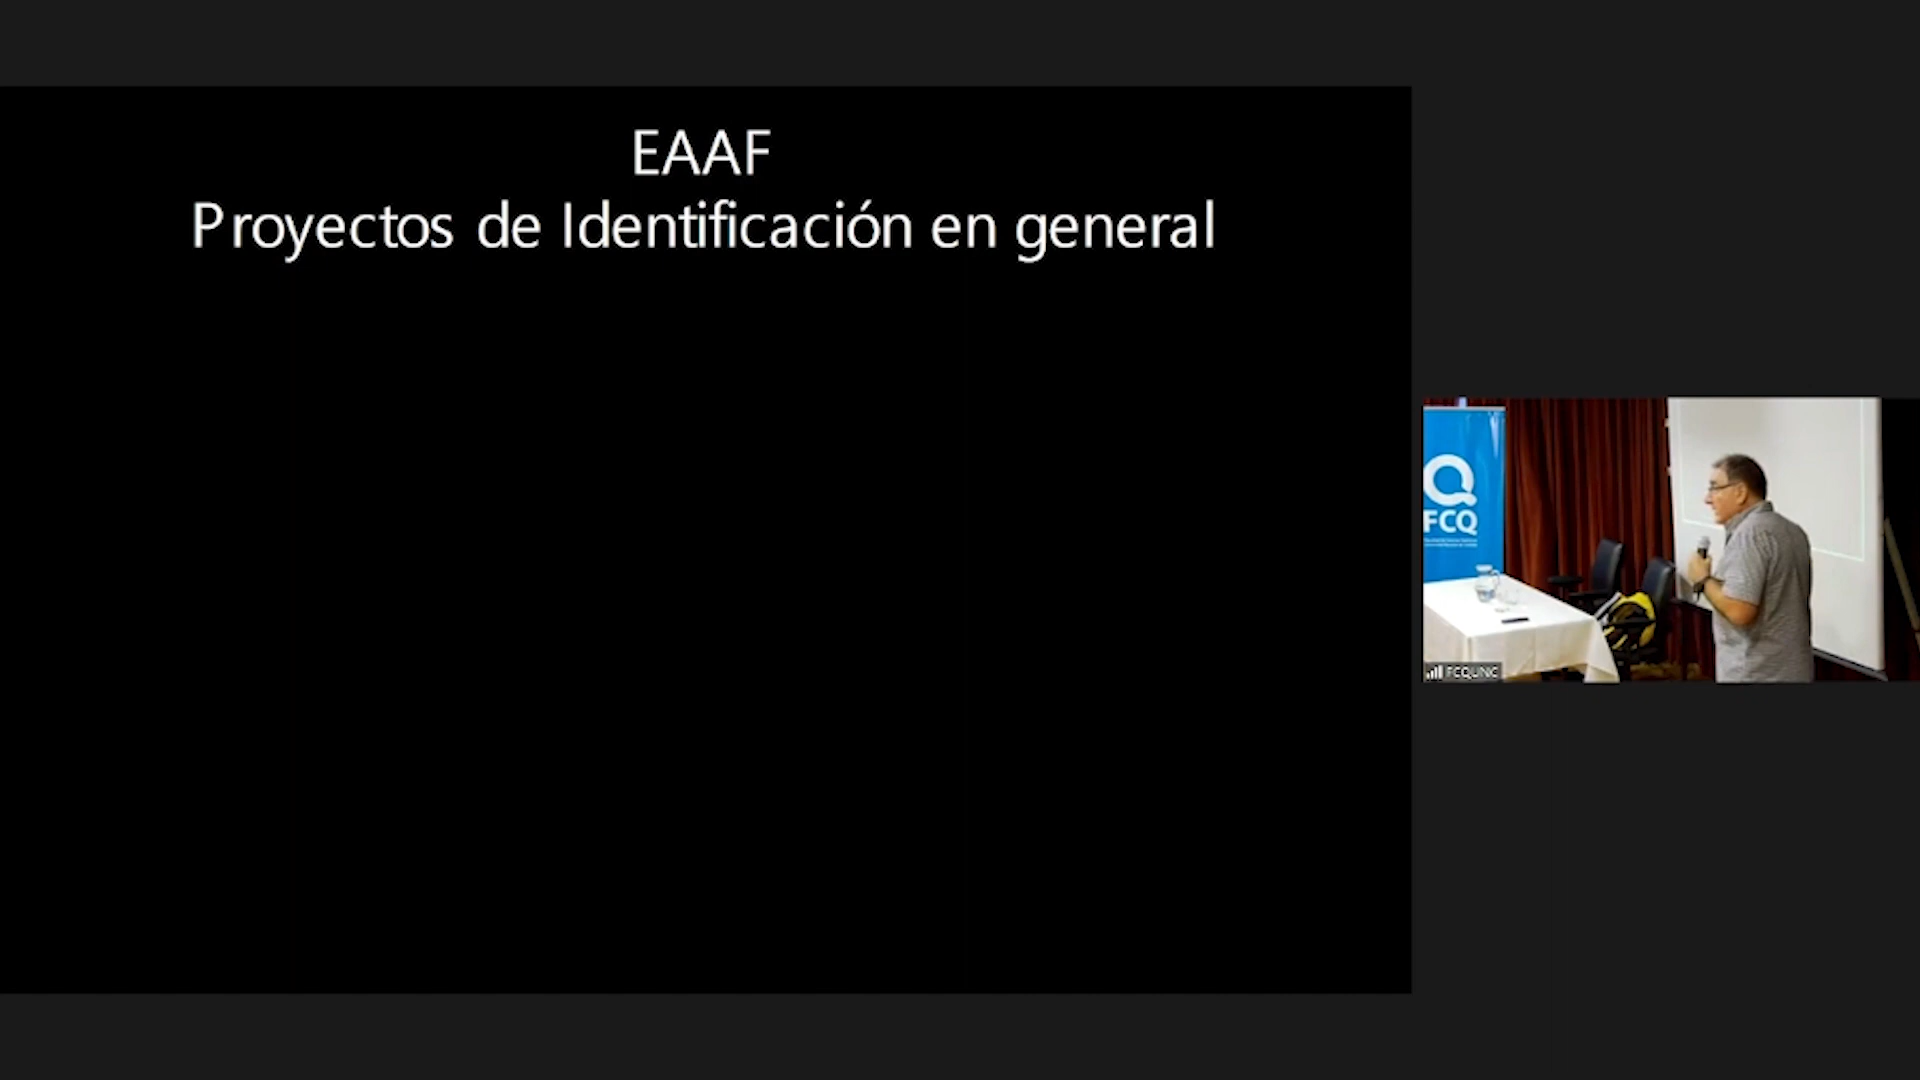 EAAF
Proyectos de Identificación en general
FCQ
FCQUNC